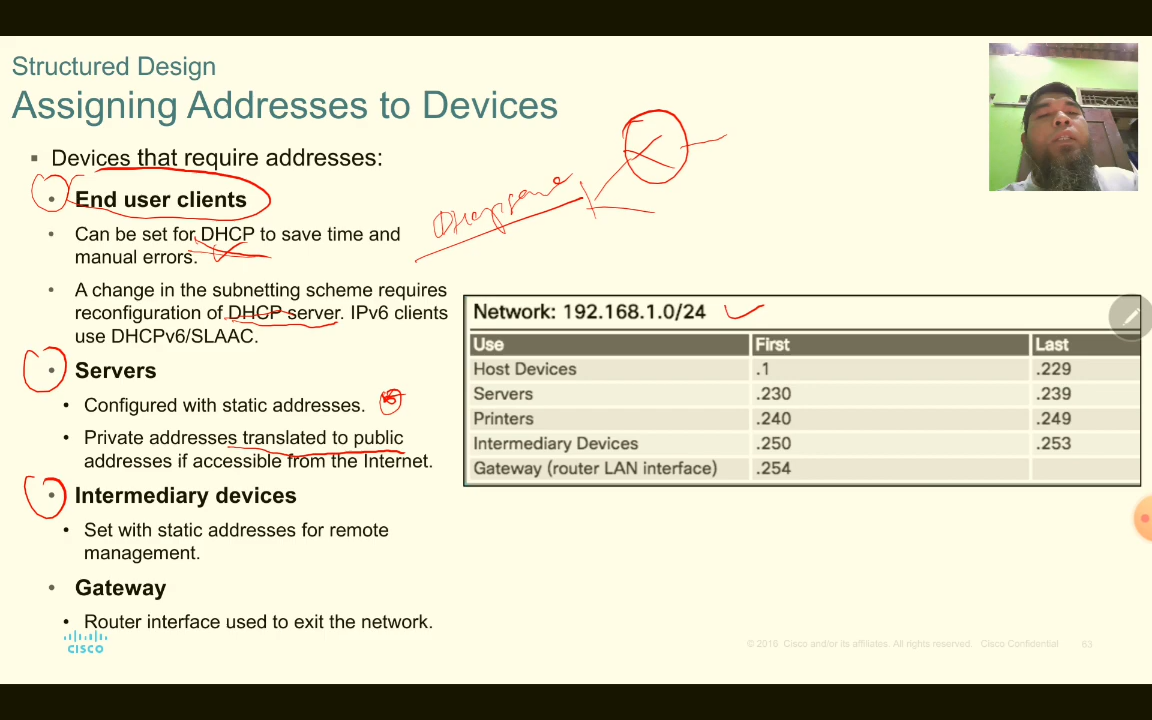 Structured Design
Assigning Addresses to Devices
Devices that require addresses:
End user clients
Can be set for DHCP to save time and
manual errors.
A change in the subnetting scheme requires
reconfiguration of DHCP server. IPv6 clients
use DHCPv6/SLAAC.
Servers
Configured with static addresses.
Private addresses translated to public
addresses if accessible from the Internet.
Intermediary devices
Set with static addresses for remote
management.
Gateway
Router interface used to exit the network.
CISCO
Network: 192.168.1.0/24
Use First Last
Host Devices .1 .229
Servers .230 .239
Printers .240 .249
Intermediary Devices .250 .253
Gateway (router LAN interface) .254
© 2016 Cisco and/or its affiliates. All rights reserved. Cisco Confidential 63